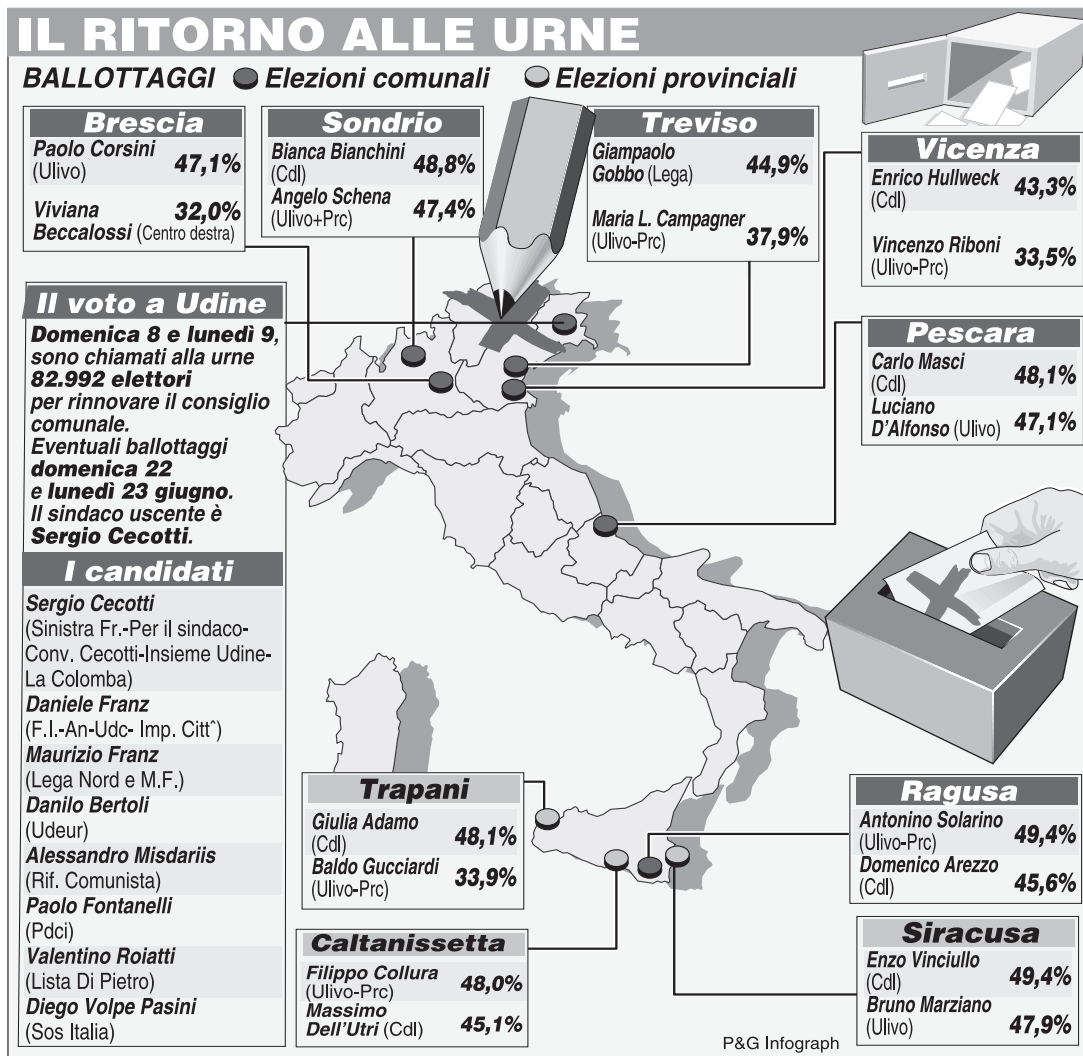 IL RITORNO ALLE URNE
BALLOTTAGGI Elezioni comunali Elezioni provinciali
Brescia
Paolo Corsini
(Ulivo)
47,1%
Viviana
Beccalossi (Centro destra)
32,0%
Sondrio
Bianca Bianchini
(Cdl)
48,8%
Angelo Schena
(Ulivo+Prc)
47,4%
Treviso
Giampaolo
Gobbo (Lega)
44,9%
Maria L. Campagner
(Ulivo-Prc)
37,9%
Vicenza
Enrico Hullweck
(Cdl)
43,3%
Vincenzo Riboni
(Ulivo-Prc)
33,5%
Il voto a Udine
Domenica 8 e lunedì 9,
sono chiamati alla urne
82.992 elettori
per rinnovare il consiglio
comunale.
Eventuali ballottaggi
domenica 22
e lunedì 23 giugno.
Il sindaco uscente è
Sergio Cecotti.
Pescara
Carlo Masci
(Cdl)
48,1%
Luciano
D'Alfonso (Ulivo)
47,1%
I candidati
Sergio Cecotti
(Sinistra Fr.-Per il sindaco-
Conv. Cecotti-Insieme Udine-
La Colomba)
Daniele Franz
(F.I.-An-Udc- Imp. Citt^)
Maurizio Franz
(Lega Nord e M.F.)
Danilo Bertoli
(Udeur)
Alessandro Misdariis
(Rif. Comunista)
Paolo Fontanelli
(Pdci)
Valentino Roiatti
(Lista Di Pietro)
Diego Volpe Pasini
(Sos Italia)
Trapani
Giulia Adamo
(Cdl)
48,1%
Baldo Gucciardi
(Ulivo-Prc)
33,9%
Caltanissetta
Filippo Collura
(Ulivo-Prc)
48,0%
Massimo
Dell'Utri (Cdl)
45,1%
Ragusa
Antonino Solarino
(Ulivo-Prc)
49,4%
Domenico Arezzo
(Cdl)
45,6%
Siracusa
Enzo Vinciullo
(Cdl)
49,4%
Bruno Marziano
(Ulivo)
47,9%
P&G Infograph